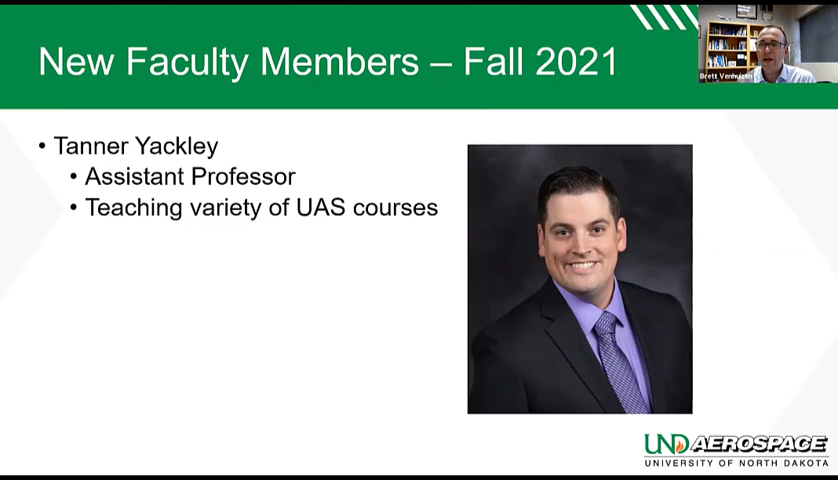 New Faculty Members – Fall 2021
Brett Venhuizen
• Tanner Yackley
• Assistant Professor
• Teaching variety of UAS courses
UND AEROSPACE
UNIVERSITY OF NORTH DAKOTA